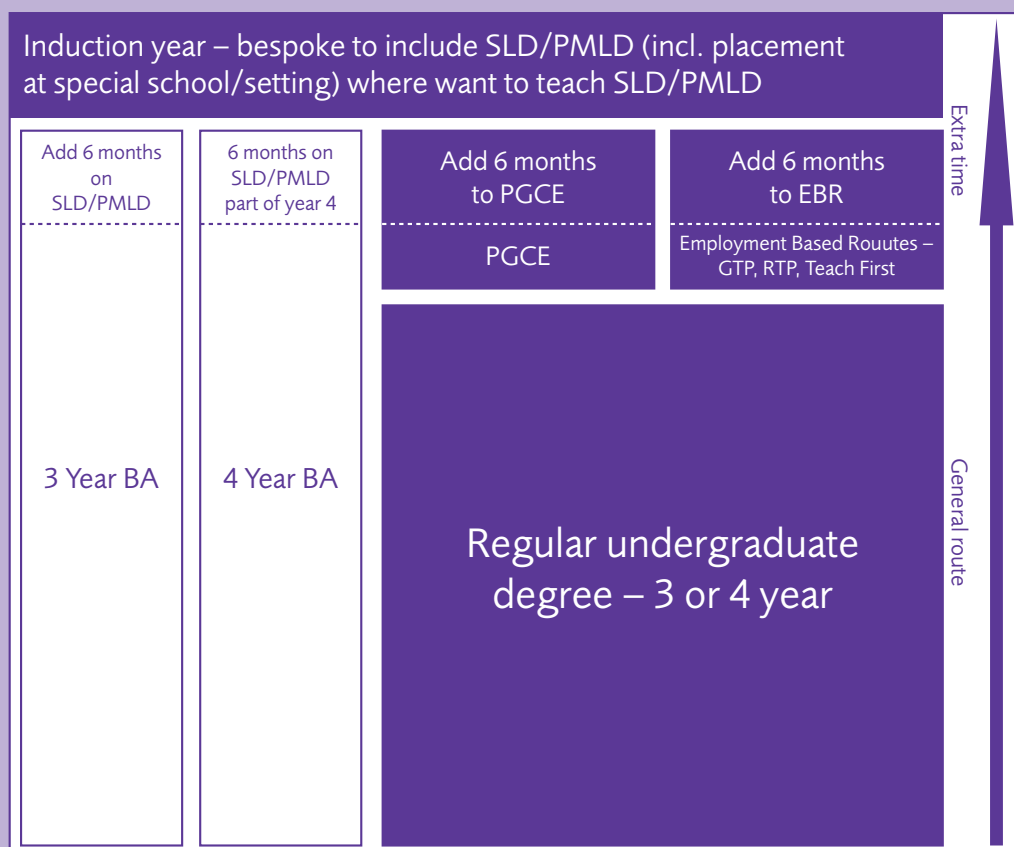 Induction year – bespoke to include SLD/PMLD (incl. placement
at special school/setting) where want to teach SLD/PMLD
Add 6 months
on
SLD/PMLD
6 months on
SLD/PMLD
part of year 4
Add 6 months
to PGCE
Add 6 months
to EBR
Extra time
PGCE
Employment Based Rouutes –
GTP, RTP, Teach First
3 Year BA
4 Year BA
Regular undergraduate
degree – 3 or 4 year
General route